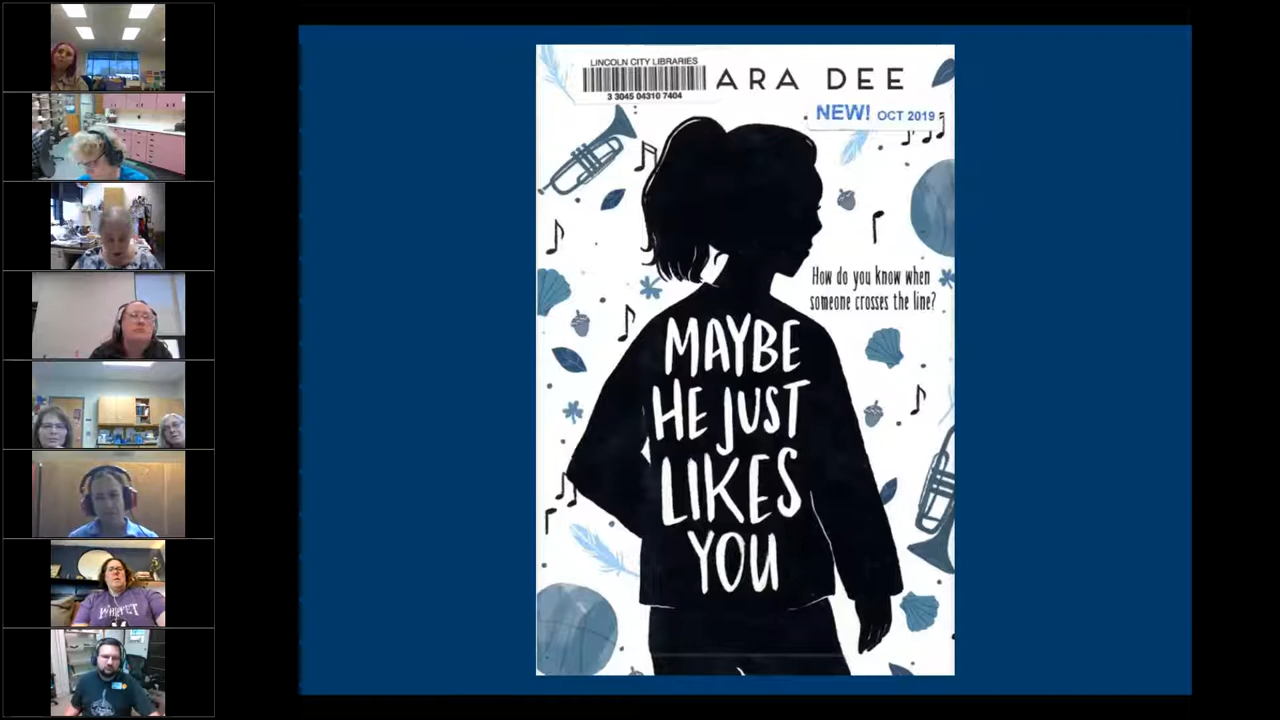 LINCOLN CITY LIBRARIES
3 3045 04310 7404
ARA DEE
NEW! OCT 2019
How do you know when
someone crosses the line?
MAYBE
HE JUST
LIKES
YOU